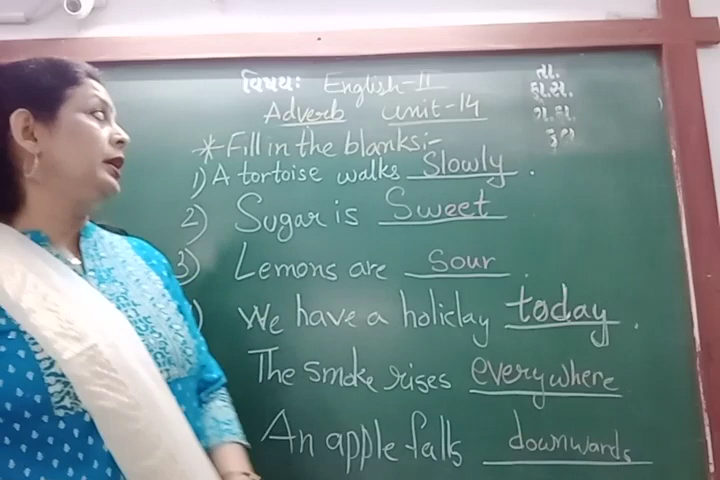 વિષય: English-II
Adverb Unit-14
*Fill in the blanks:-
1) A tortoise walks Slowly.
2) Sugar is Sweet
3) Lemons are Sour.
) We have a holiday today.
The smoke rises everywhere
An apple falls downwards
તા.
ક્રા.સ.
ગ.કા.